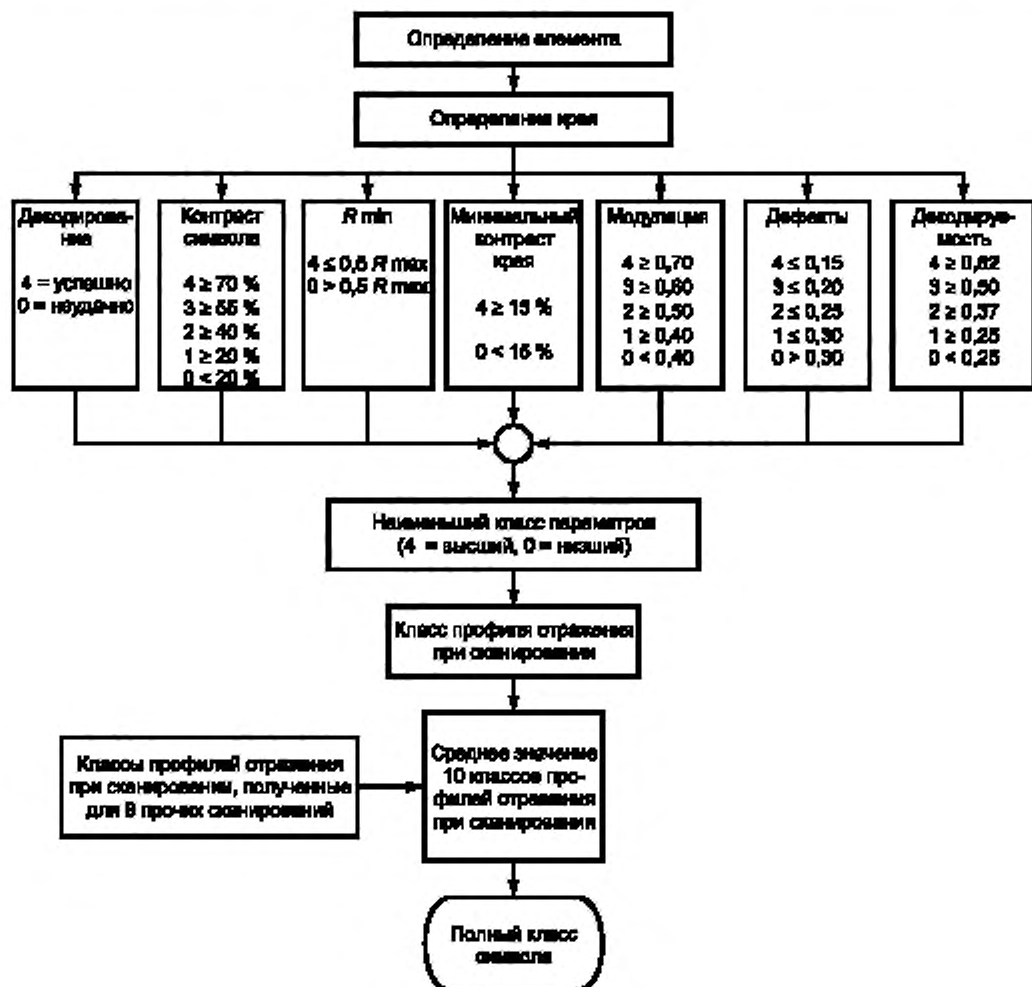 Определение элемента
Определение края
Декодирова-
ние
4 = успешно
0 = неудачно
Контраст
символа
4 ≥ 70 %
3 ≥ 55 %
2 ≥ 40 %
1 ≥ 20 %
0 < 20 %
R min
4 ≤ 0,5 R max
0 > 0,5 R max
Минимальный
контраст
края
4 ≥ 15 %
0 < 15 %
Модуляция
4 ≥ 0,70
3 ≥ 0,60
2 ≥ 0,50
1 ≥ 0,40
0 < 0,40
Дефекты
4 ≤ 0,15
3 ≤ 0,20
2 ≤ 0,25
1 ≤ 0,30
0 > 0,30
Декодируе-
мость
4 ≥ 0,62
3 ≥ 0,50
2 ≥ 0,37
1 ≥ 0,25
0 < 0,25
Наименьший класс параметров
(4 = высший, 0 = низший)
Класс профиля отражения
при сканировании
Классы профилей отражения
при сканировании, полученные
для 9 прочих сканирований
Среднее значение
10 классов про-
филей отражения
при сканировании
Полный класс
символа